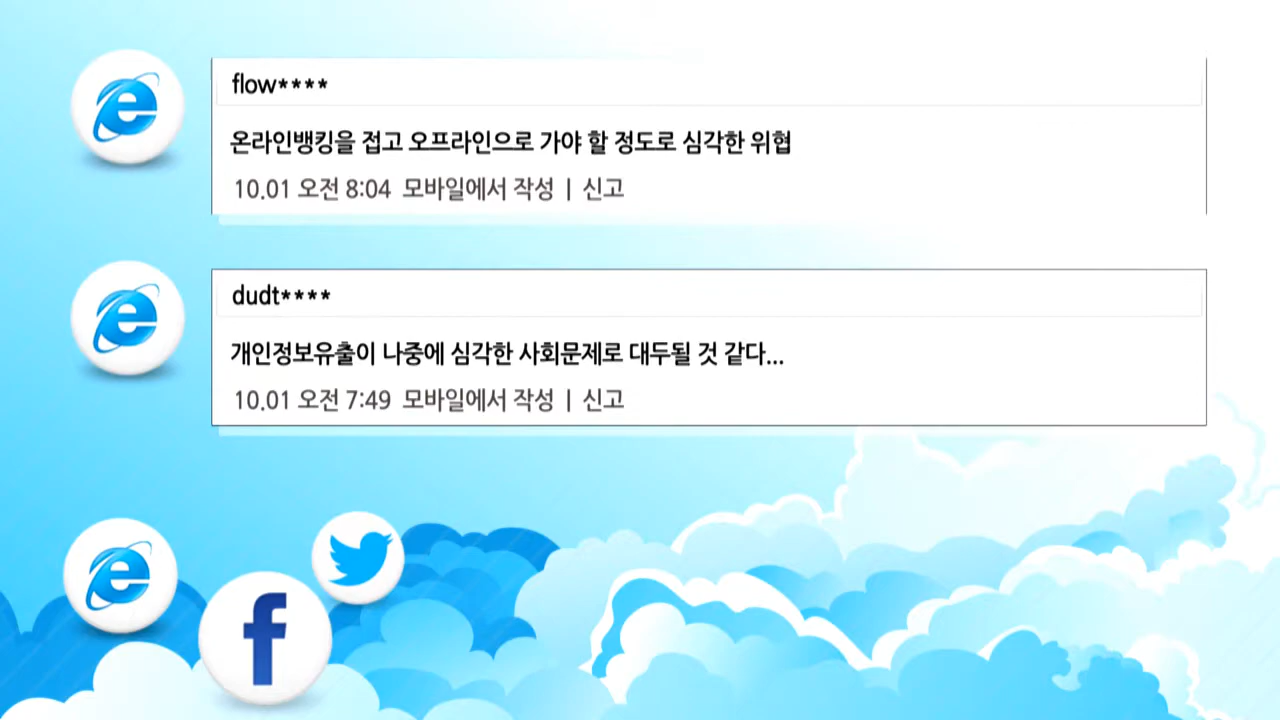 flow****
온라인뱅킹을 접고 오프라인으로 가야 할 정도로 심각한 위협
10.01 오전 8:04 모바일에서 작성 | 신고
dudt****
개인정보유출이 나중에 심각한 사회문제로 대두될 것 같다...
10.01 오전 7:49 모바일에서 작성 | 신고